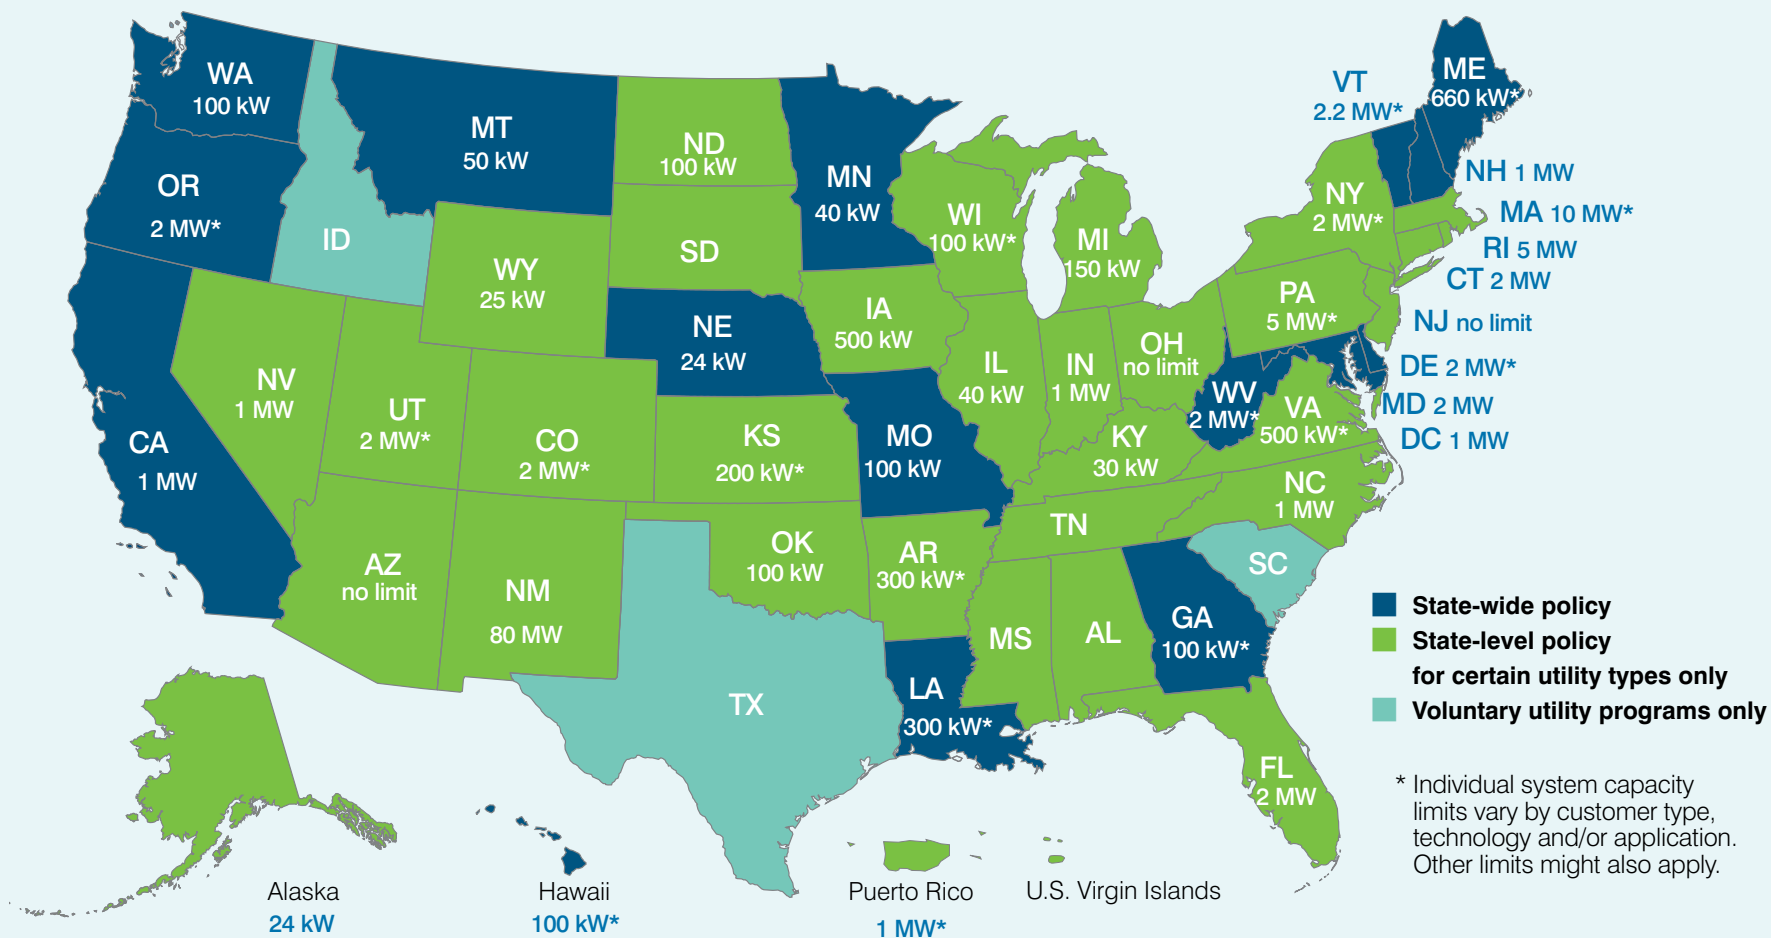 WA
100 kW
OR
2 MW*
CA
1 MW
ID
MT
50 kW
NV
1 MW
UT
2 MW*
WY
25 kW
CO
2 MW*
AZ
no limit
NM
80 MW
ND
100 kW
SD
NE
24 kW
KS
200 kW*
OK
100 kW
TX
MN
40 kW
IA
500 kW
MO
100 kW
AR
300 kW*
LA
300 kW*
WI
100 kW*
IL
40 kW
MI
150 kW
IN
1 MW
OH
no limit
KY
30 kW
TN
MS
AL
GA
100 kW*
FL
2 MW
SC
NC
1 MW
VA
500 kW*
WV
2 MW*
PA
5 MW*
NY
2 MW*
VT
2.2 MW*
ME
660 kW*
NH 1 MW
MA 10 MW*
RI 5 MW
CT 2 MW
NJ no limit
DE 2 MW*
MD 2 MW
DC 1 MW
State-wide policy
State-level policy
for certain utility types only
Voluntary utility programs only
* Individual system capacity
limits vary by customer type,
technology and/or application.
Other limits might also apply.
Alaska
24 kW
Hawaii
100 kW*
Puerto Rico
1 MW*
U.S. Virgin Islands